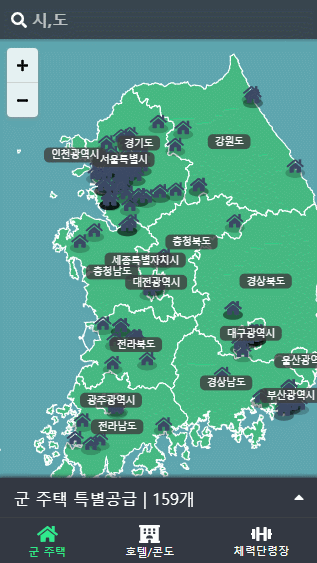 시,도
+
−
경기도
강원도
인천광역시
서울특별시
충청북도
세종특별자치시
충청남도
대전광역시
경상북도
대구광역시
전라북도
울산광역
경상남도
부산광역시
광주광역시
전라남도
군 주택 특별공급 | 159개
군 주택
호텔/콘도
체력단련장